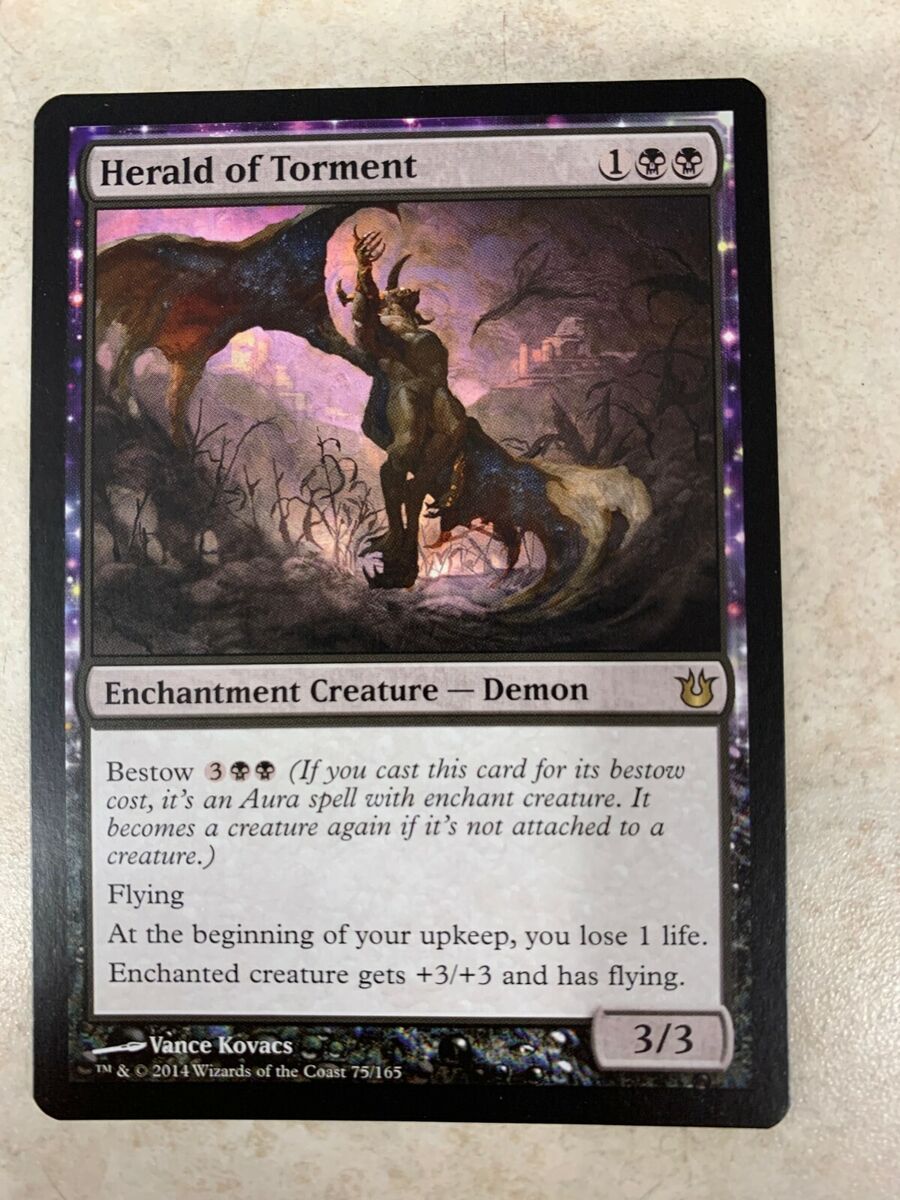 Herald of Torment 1
Enchantment Creature — Demon
Bestow 3 (If you cast this card for its bestow
cost, it's an Aura spell with enchant creature. It
becomes a creature again if it's not attached to a
creature.)
Flying
At the beginning of your upkeep, you lose 1 life.
Enchanted creature gets +3/+3 and has flying.
3/3
Vance Kovacs
™ & © 2014 Wizards of the Coast 75/165